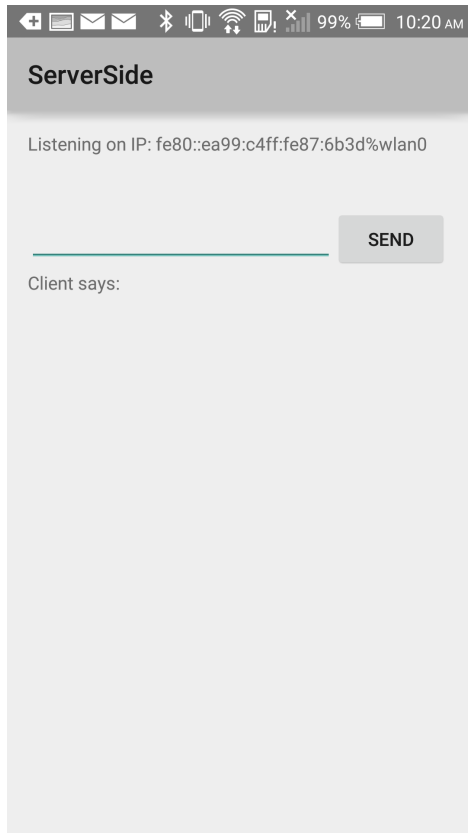 99% 10:20 AM
ServerSide
Listening on IP: fe80::ea99:c4ff:fe87:6b3d%wlan0
SEND
Client says: